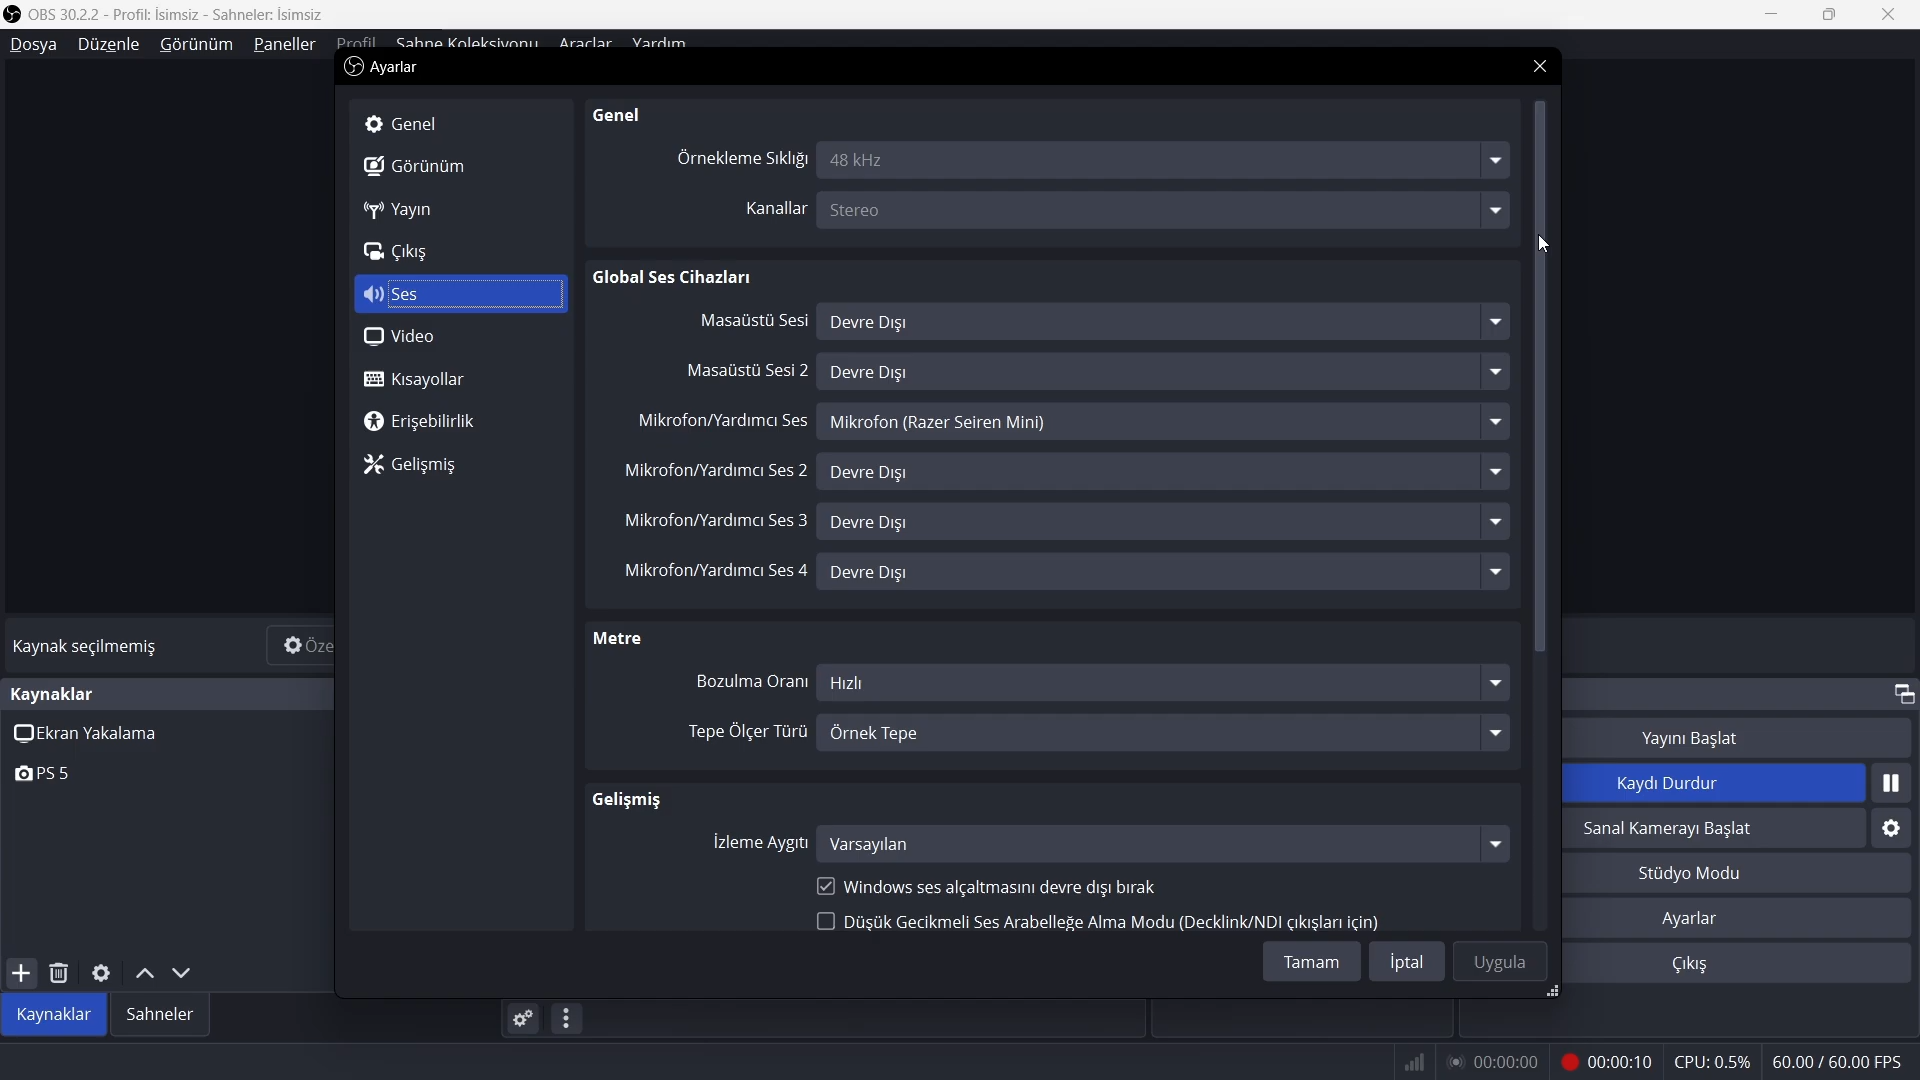 OBS 30.2.2 - Profil: İsimsiz - Sahneler: İsimsiz
Dosya Düzenle Görünüm Paneller Profil Sahne Koleksiyonu Araçlar Yardım
Ayarlar
Genel
Görünüm
Yayın
Çıkış
Ses
Video
Kısayollar
Erişebilirlik
Gelişmiş
Genel
Örnekleme Sıklığı 48 kHz
Kanallar Stereo
Global Ses Cihazları
Masaüstü Sesi Devre Dışı
Masaüstü Sesi 2 Devre Dışı
Mikrofon/Yardımcı Ses Mikrofon (Razer Seiren Mini)
Mikrofon/Yardımcı Ses 2 Devre Dışı
Mikrofon/Yardımcı Ses 3 Devre Dışı
Mikrofon/Yardımcı Ses 4 Devre Dışı
Metre
Bozulma Oranı Hızlı
Tepe Ölçer Türü Örnek Tepe
Gelişmiş
İzleme Aygıtı Varsayılan
Windows ses alçaltmasını devre dışı bırak
Düşük Gecikmeli Ses Arabelleğe Alma Modu (Decklink/NDI çıkışları için)
Tamam İptal Uygula
Kaynak seçilmemiş
Öze
Kaynaklar
Ekran Yakalama
PS 5
Kaynaklar Sahneler
Yayını Başlat
Kaydı Durdur
Sanal Kamerayı Başlat
Stüdyo Modu
Ayarlar
Çıkış
00:00:00 00:00:10 CPU: 0.5% 60.00 / 60.00 FPS